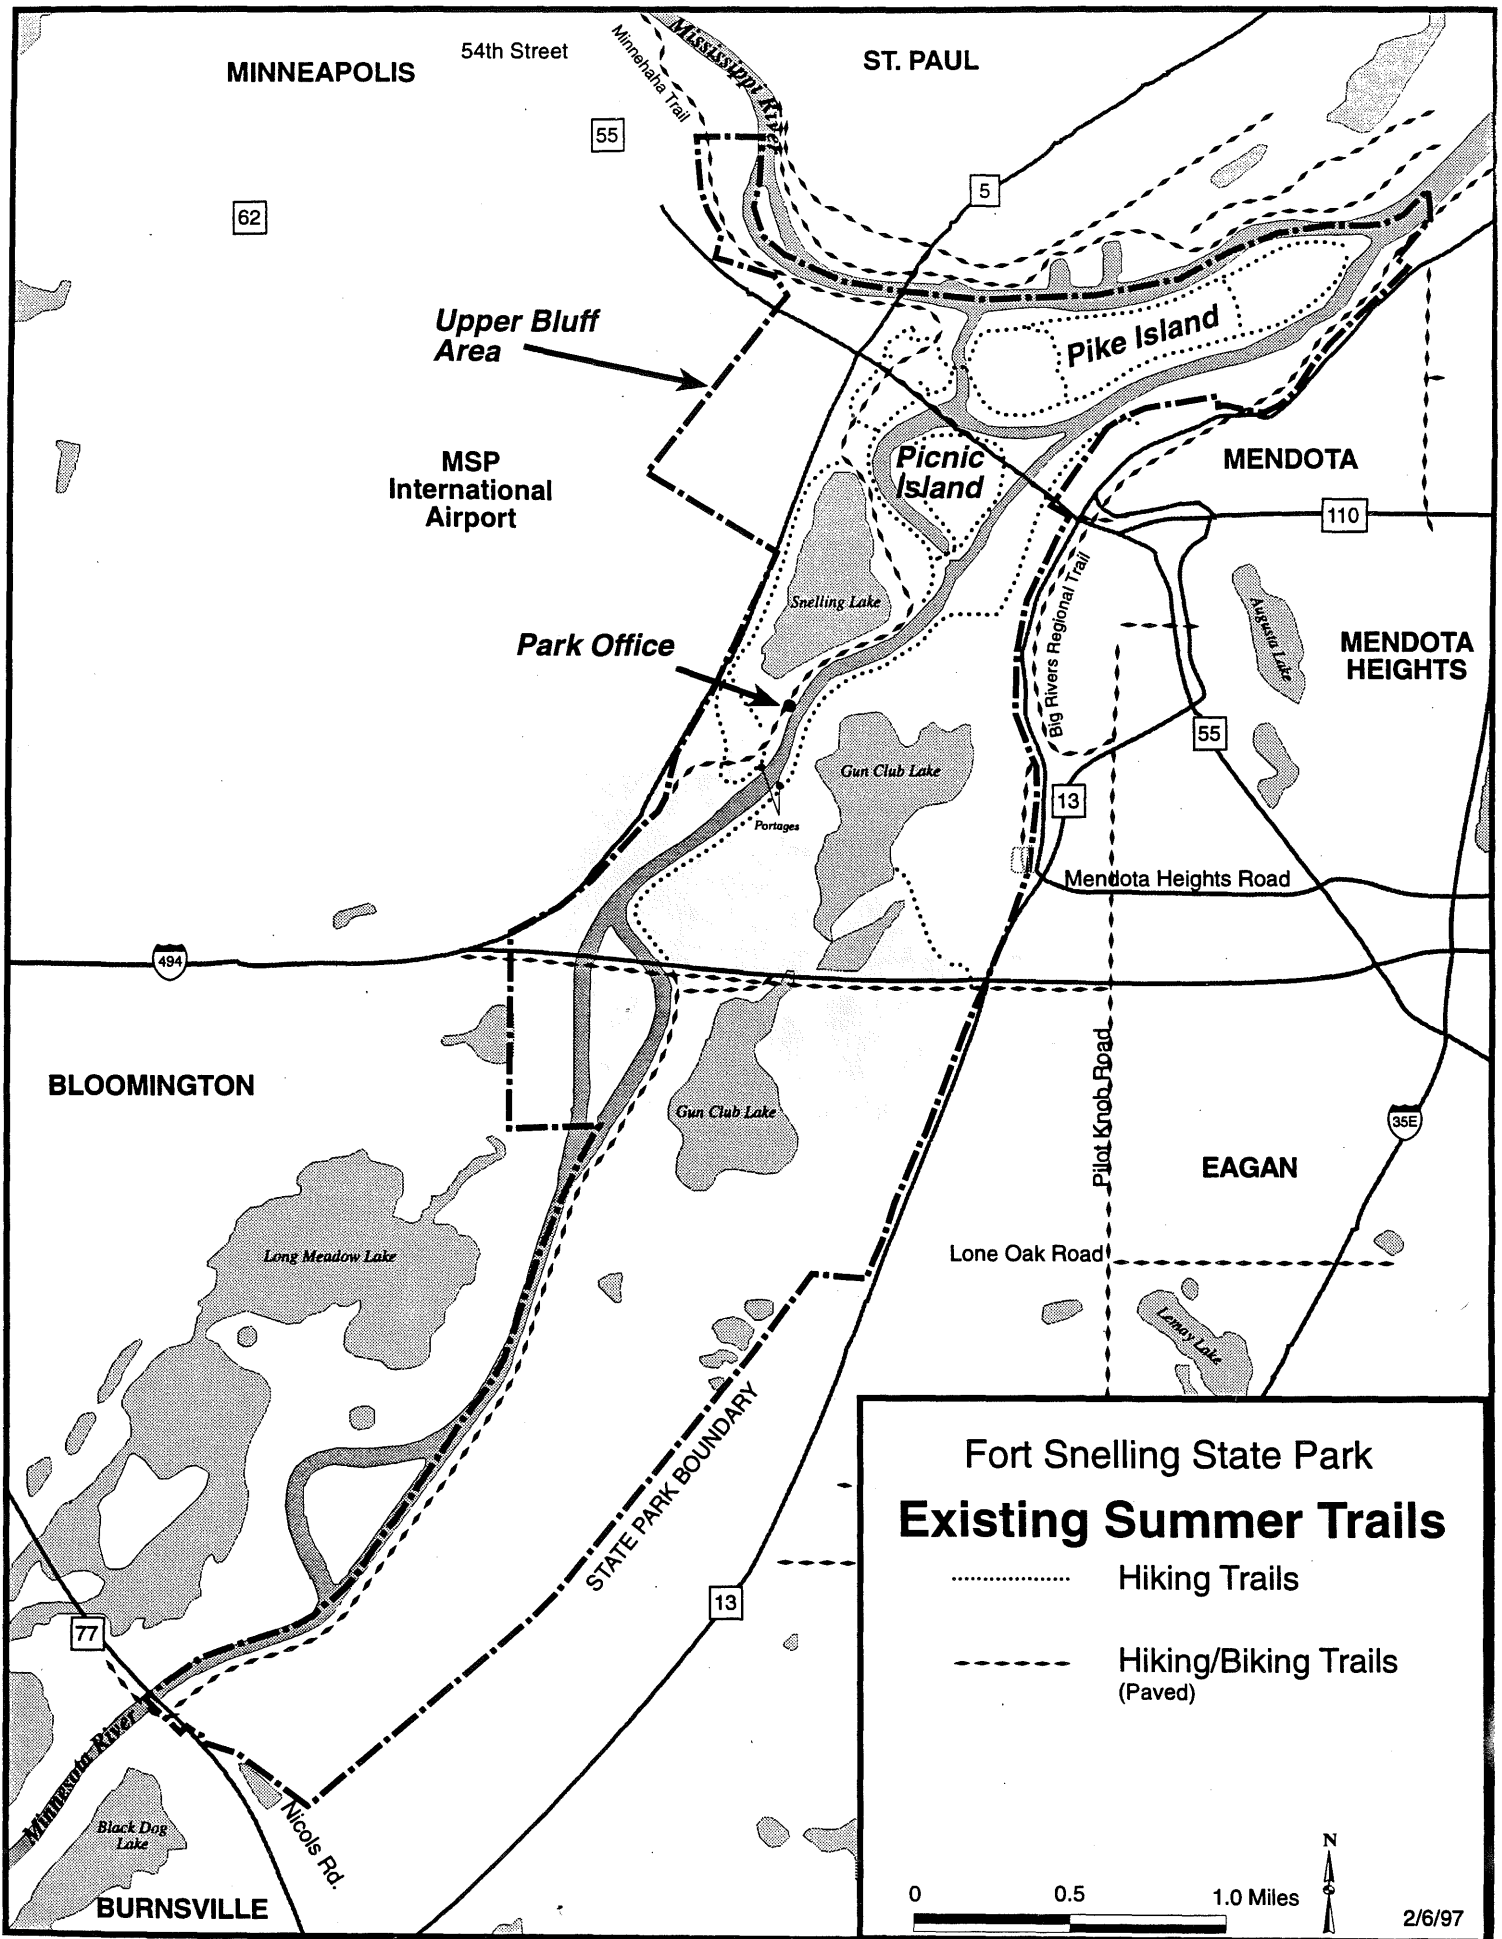 MINNEAPOLIS
54th Street
Minnehaha Trail
Mississippi River
ST. PAUL
55
62
5
Upper Bluff
Area
Pike Island
MSP
International
Airport
Picnic
Island
MENDOTA
110
Snelling Lake
Big Rivers Regional Trail
Augusta Lake
MENDOTA
HEIGHTS
Park Office
55
Gun Club Lake
13
Portages
Mendota Heights Road
494
BLOOMINGTON
Gun Club Lake
Pilot Knob Road
35E
EAGAN
Long Meadow Lake
Lone Oak Road
Lemay Lake
STATE PARK BOUNDARY
13
77
Minnesota River
Black Dog
Lake
Nicols Rd.
BURNSVILLE
Fort Snelling State Park
Existing Summer Trails
Hiking Trails
Hiking/Biking Trails
(Paved)
N
0 0.5 1.0 Miles
2/6/97